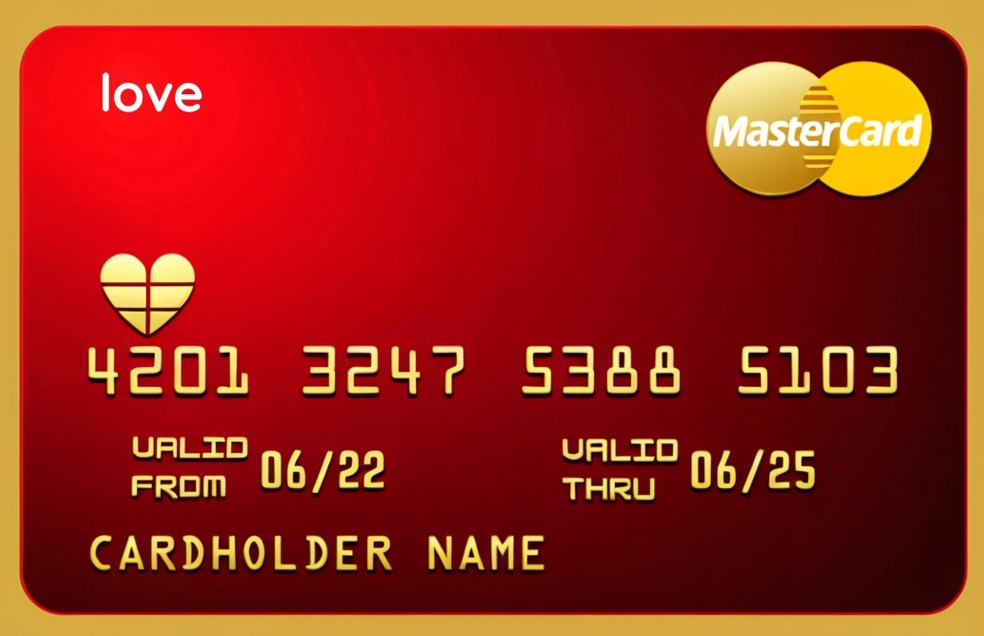 love
MasterCard
4201 3247 5388 5103
VALID FROM 06/22
VALID THRU 06/25
CARDHOLDER NAME